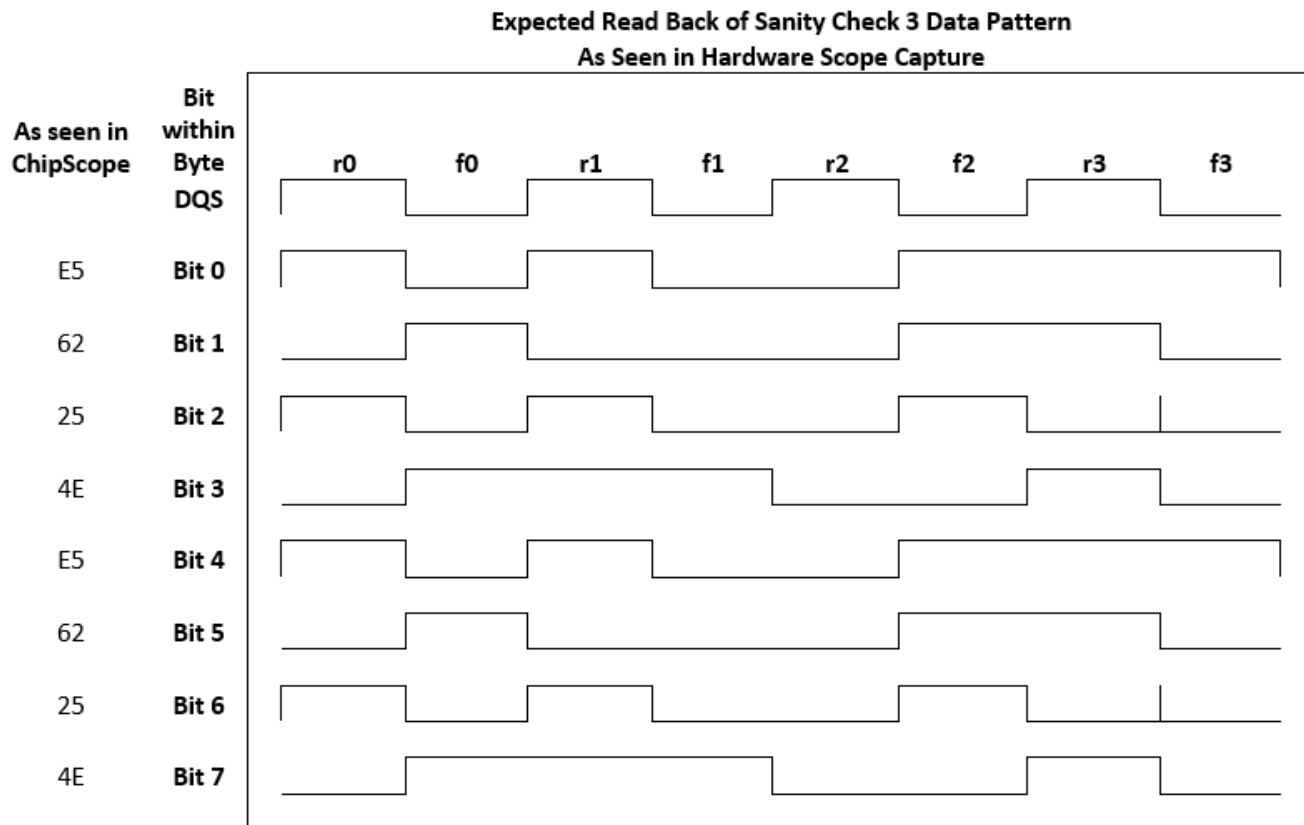 Expected Read Back of Sanity Check 3 Data Pattern
As Seen in Hardware Scope Capture
As seen in
ChipScope
Bit
within
Byte
DQS
r0 f0 r1 f1 r2 f2 r3 f3
E5 Bit 0
62 Bit 1
25 Bit 2
4E Bit 3
E5 Bit 4
62 Bit 5
25 Bit 6
4E Bit 7